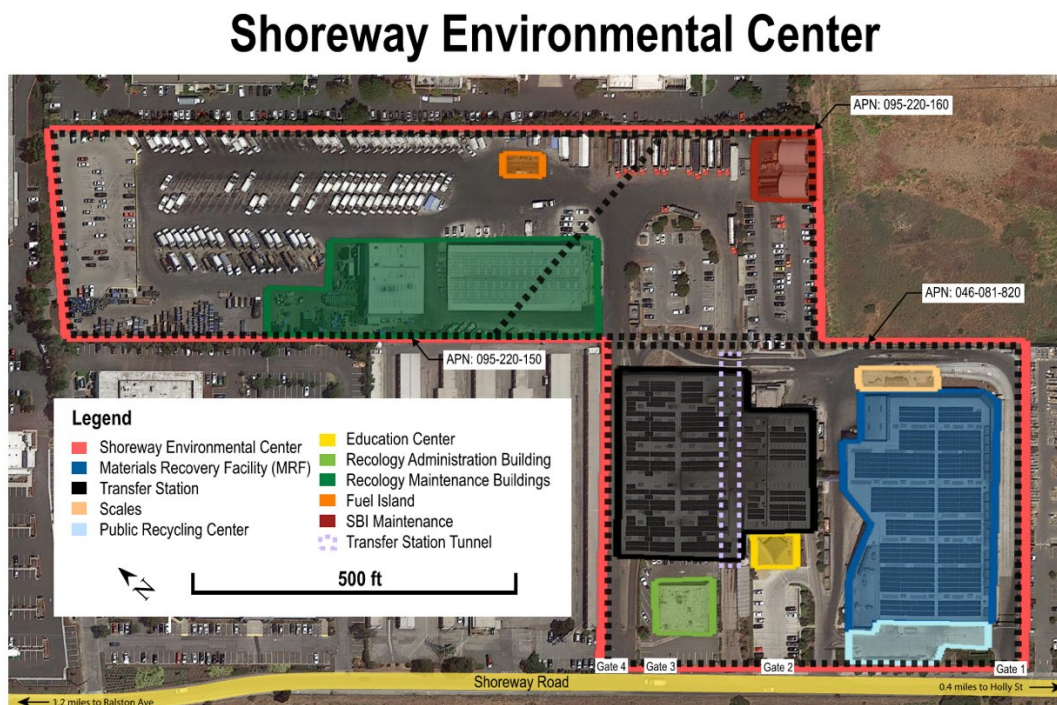 Shoreway Environmental Center
APN: 095-220-160
APN: 046-081-820
APN: 095-220-150
Legend
Shoreway Environmental Center
Materials Recovery Facility (MRF)
Transfer Station
Scales
Public Recycling Center
Education Center
Recology Administration Building
Recology Maintenance Buildings
Fuel Island
SBI Maintenance
Transfer Station Tunnel
N
500 ft
Gate 4
Gate 3
Gate 2
Gate 1
Shoreway Road
1.2 miles to Ralston Ave
0.4 miles to Holly St